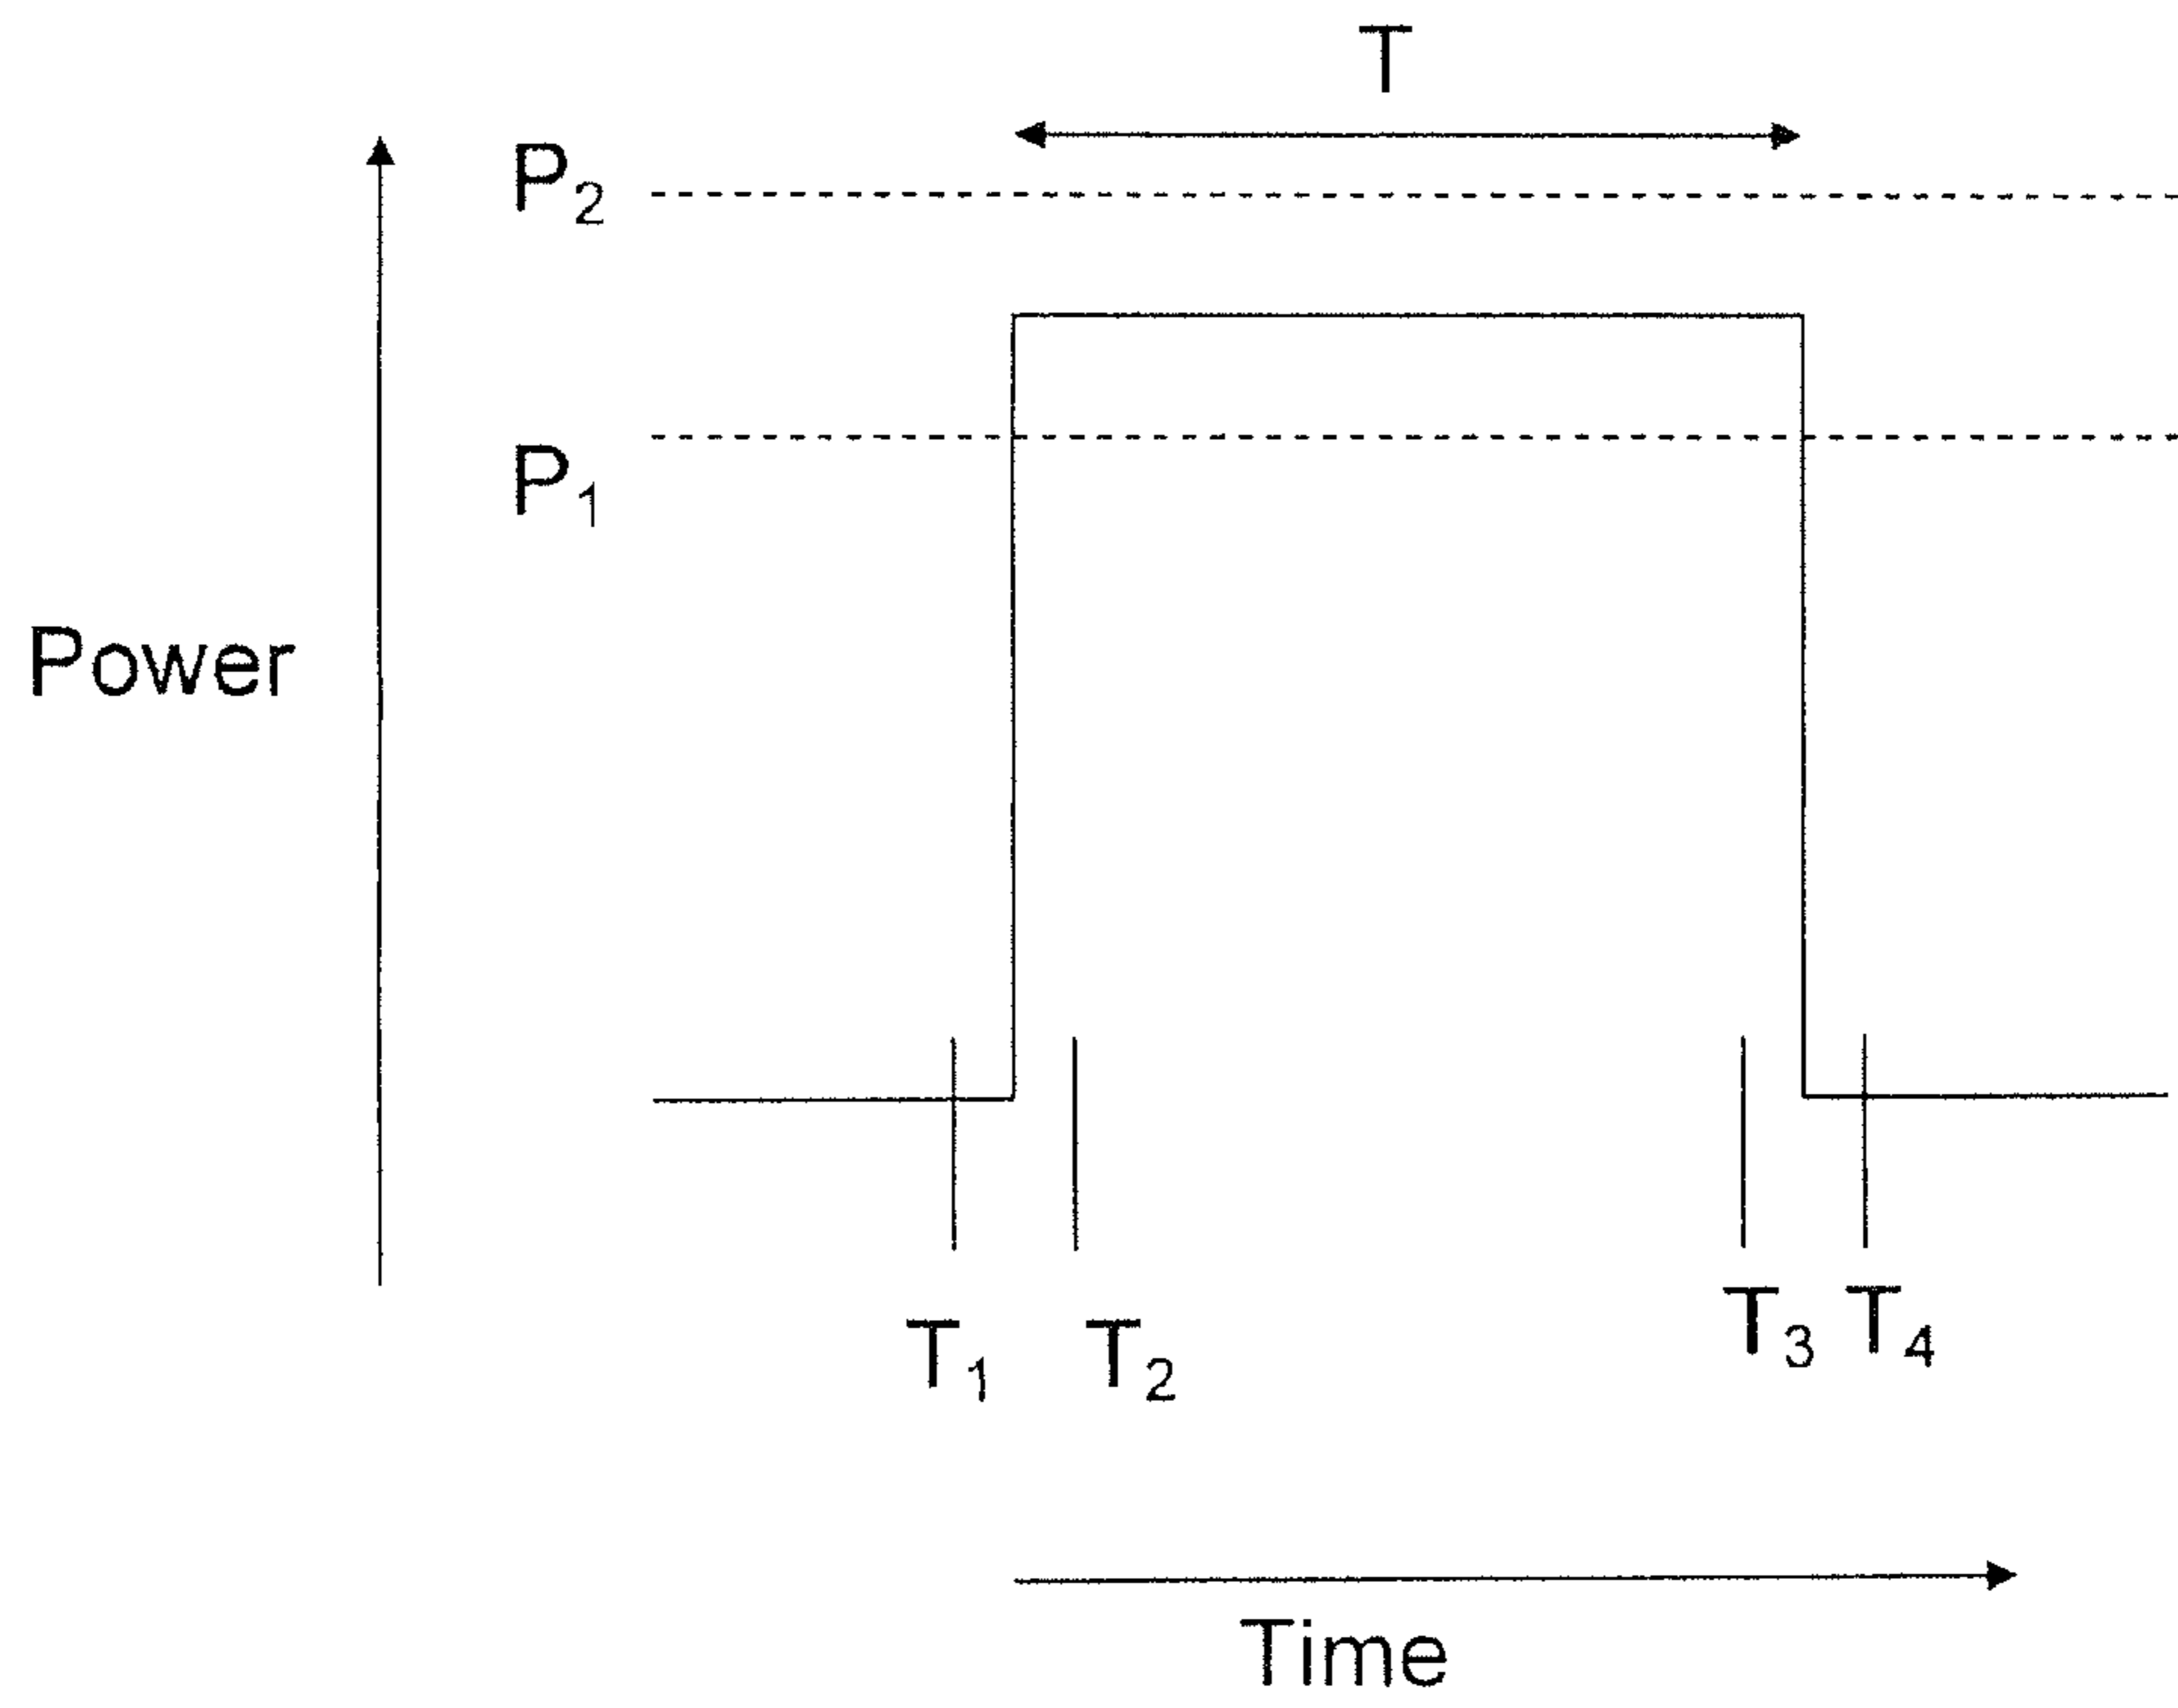 T
P₂
P₁
Power
T₁ T₂ T₃ T₄
Time